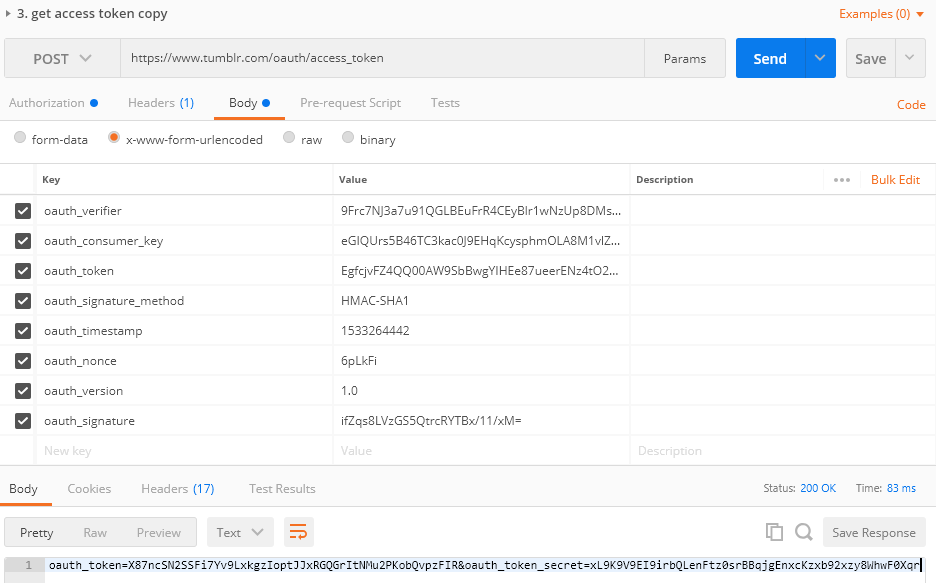 3. get access token copy
Examples (0)
POST https://www.tumblr.com/oauth/access_token Params Send Save
Authorization Headers (1) Body Pre-request Script Tests Code
form-data x-www-form-urlencoded raw binary
Key Value Description Bulk Edit
oauth_verifier 9Frc7NJ3a7u91QGLBEuFrR4CEyBlr1wNzUp8DMs...
oauth_consumer_key eGIQUrs5B46TC3kac0J9EHqKcysphmOLA8M1vIZ...
oauth_token EgfcjvFZ4QQ00AW9SbBwgYIHEe87ueerENz4tO2...
oauth_signature_method HMAC-SHA1
oauth_timestamp 1533264442
oauth_nonce 6pLkFi
oauth_version 1.0
oauth_signature ifZqs8LVzGS5QtrcRYTBx/11/xM=
New key Value Description
Body Cookies Headers (17) Test Results Status: 200 OK Time: 83 ms
Pretty Raw Preview Text Save Response
1 oauth_token=X87ncSN2SSFi7Yv9LxkgzIoptJJxRGQGrItNMu2PKobQvpzFIR&oauth_token_secret=xL9K9V9EI9irbQLenFtz0srBBqjgEnxcKzxb92xzy8WhwF0Xqr